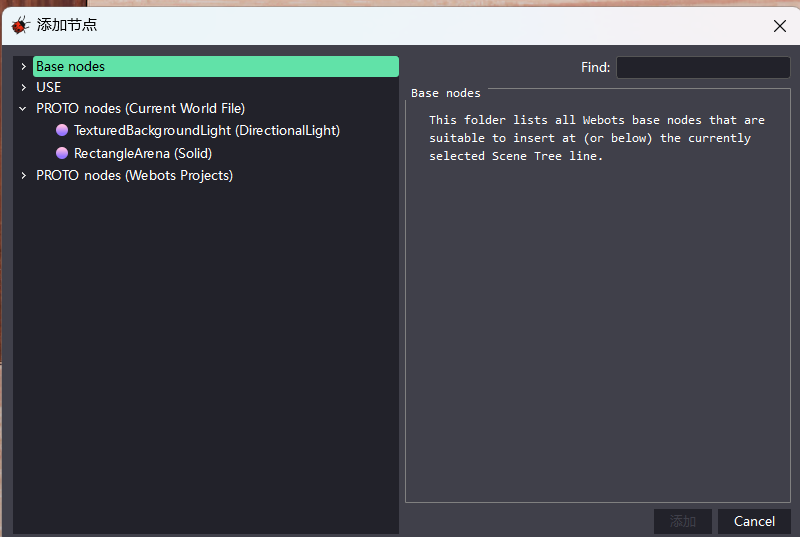 添加节点
Base nodes
USE
PROTO nodes (Current World File)
TexturedBackgroundLight (DirectionalLight)
RectangleArena (Solid)
PROTO nodes (Webots Projects)
Find:
Base nodes
This folder lists all Webots base nodes that are
suitable to insert at (or below) the currently
selected Scene Tree line.
添加
Cancel